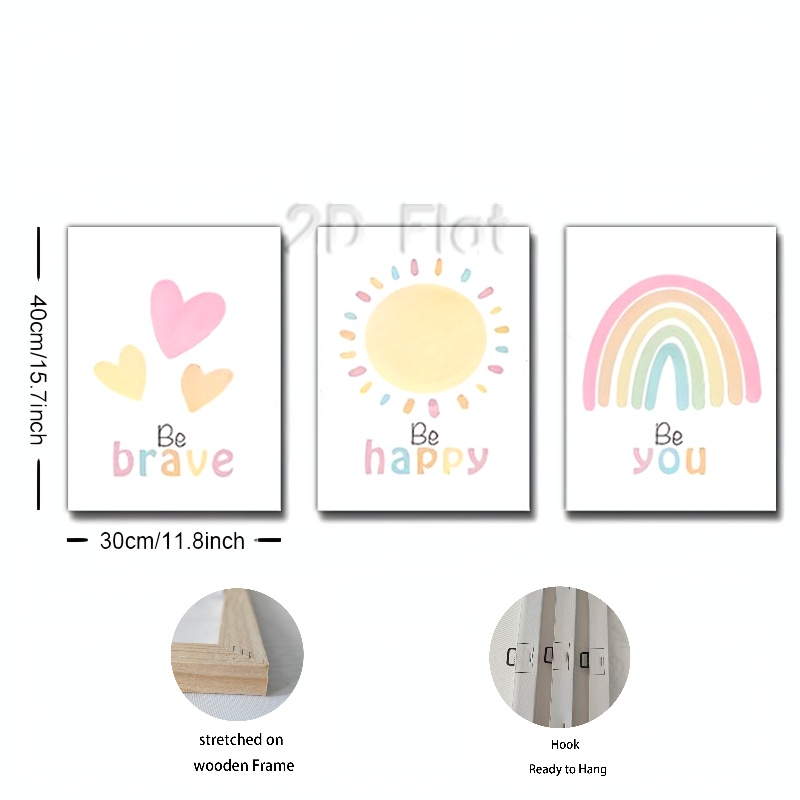 2D Flat
40cm/15.7inch
Be
brave
Be
happy
Be
you
30cm/11.8inch
stretched on
wooden Frame
Hook
Ready to Hang